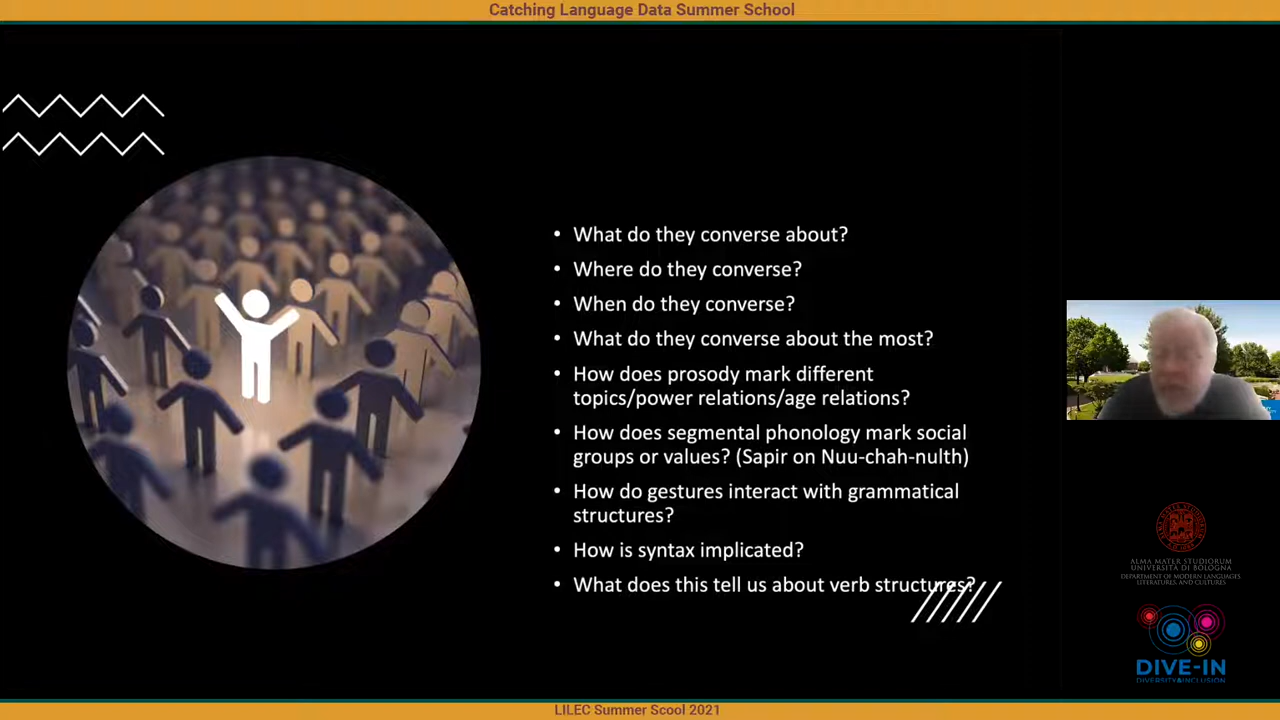 Catching Language Data Summer School
• What do they converse about?
• Where do they converse?
• When do they converse?
• What do they converse about the most?
• How does prosody mark different
topics/power relations/age relations?
• How does segmental phonology mark social
groups or values? (Sapir on Nuu-chah-nulth)
• How do gestures interact with grammatical
structures?
• How is syntax implicated?
• What does this tell us about verb structures?
ALMA MATER STUDIORUM
UNIVERSITÀ DI BOLOGNA
DEPARTMENT OF MODERN LANGUAGES,
LITERATURES, AND CULTURES
DIVE-IN
DIVERSITY&INCLUSION
LILEC Summer Scool 2021